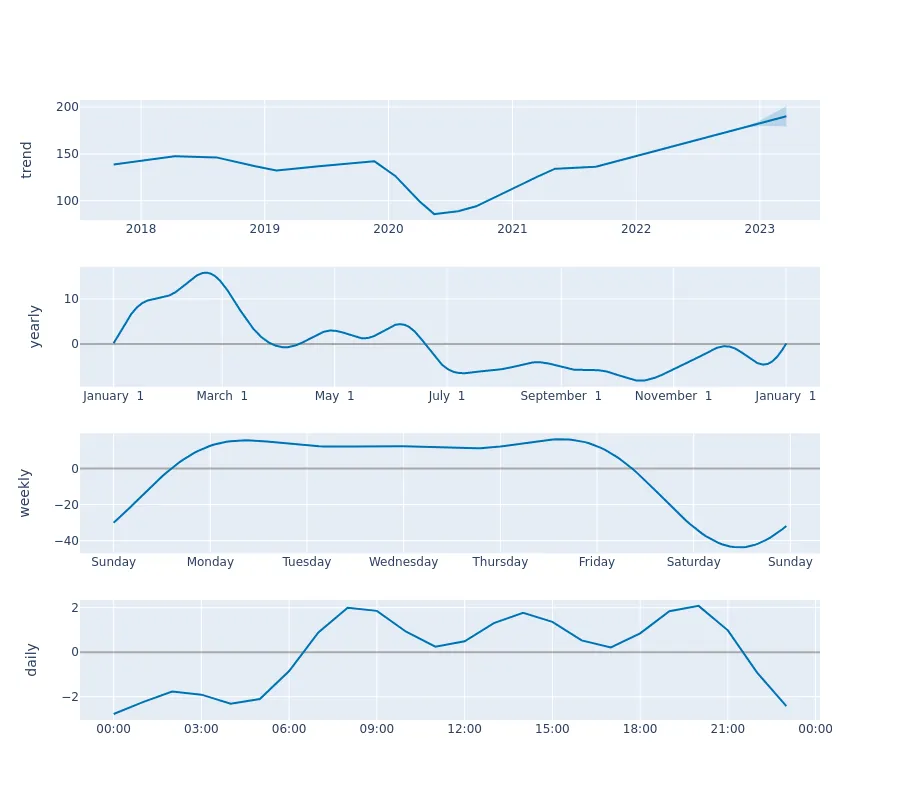 trend
200
150
100
2018 2019 2020 2021 2022 2023
yearly
10
0
January 1 March 1 May 1 July 1 September 1 November 1 January 1
weekly
0
−20
−40
Sunday Monday Tuesday Wednesday Thursday Friday Saturday Sunday
daily
2
0
−2
00:00 03:00 06:00 09:00 12:00 15:00 18:00 21:00 00:00